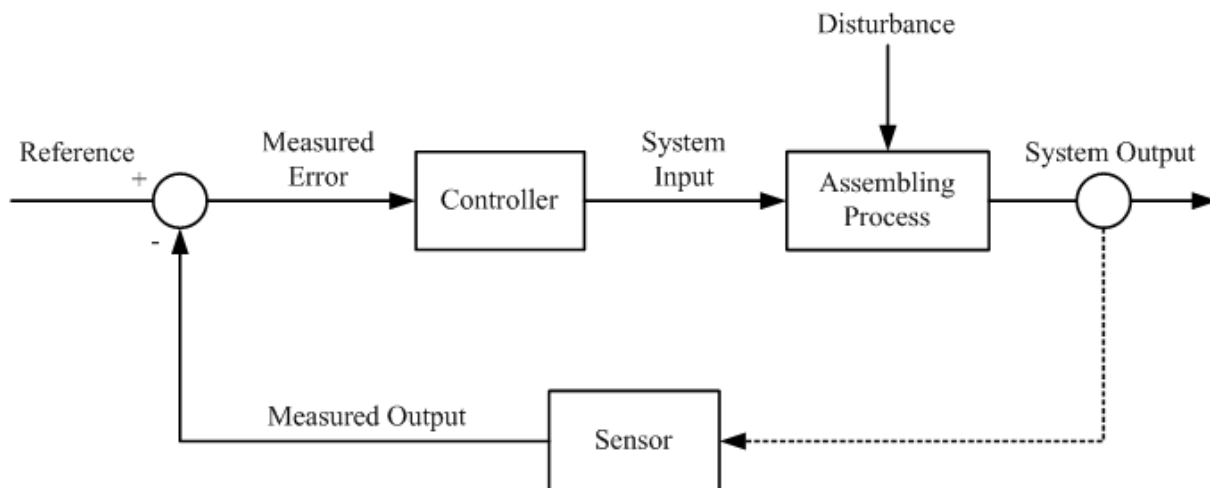 Disturbance
Reference
+
-
Measured
Error
Controller
System
Input
Assembling
Process
System Output
Measured Output
Sensor